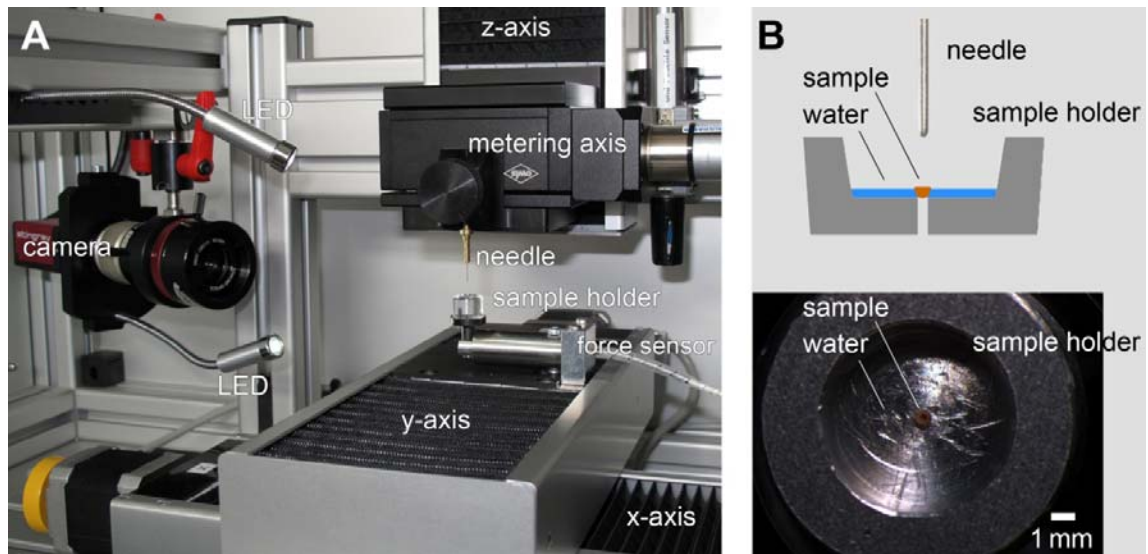 A
z-axis
LED
metering axis
camera
needle
sample holder
force sensor
LED
y-axis
x-axis
B
needle
sample
water
sample holder
sample
water
sample holder
1 mm